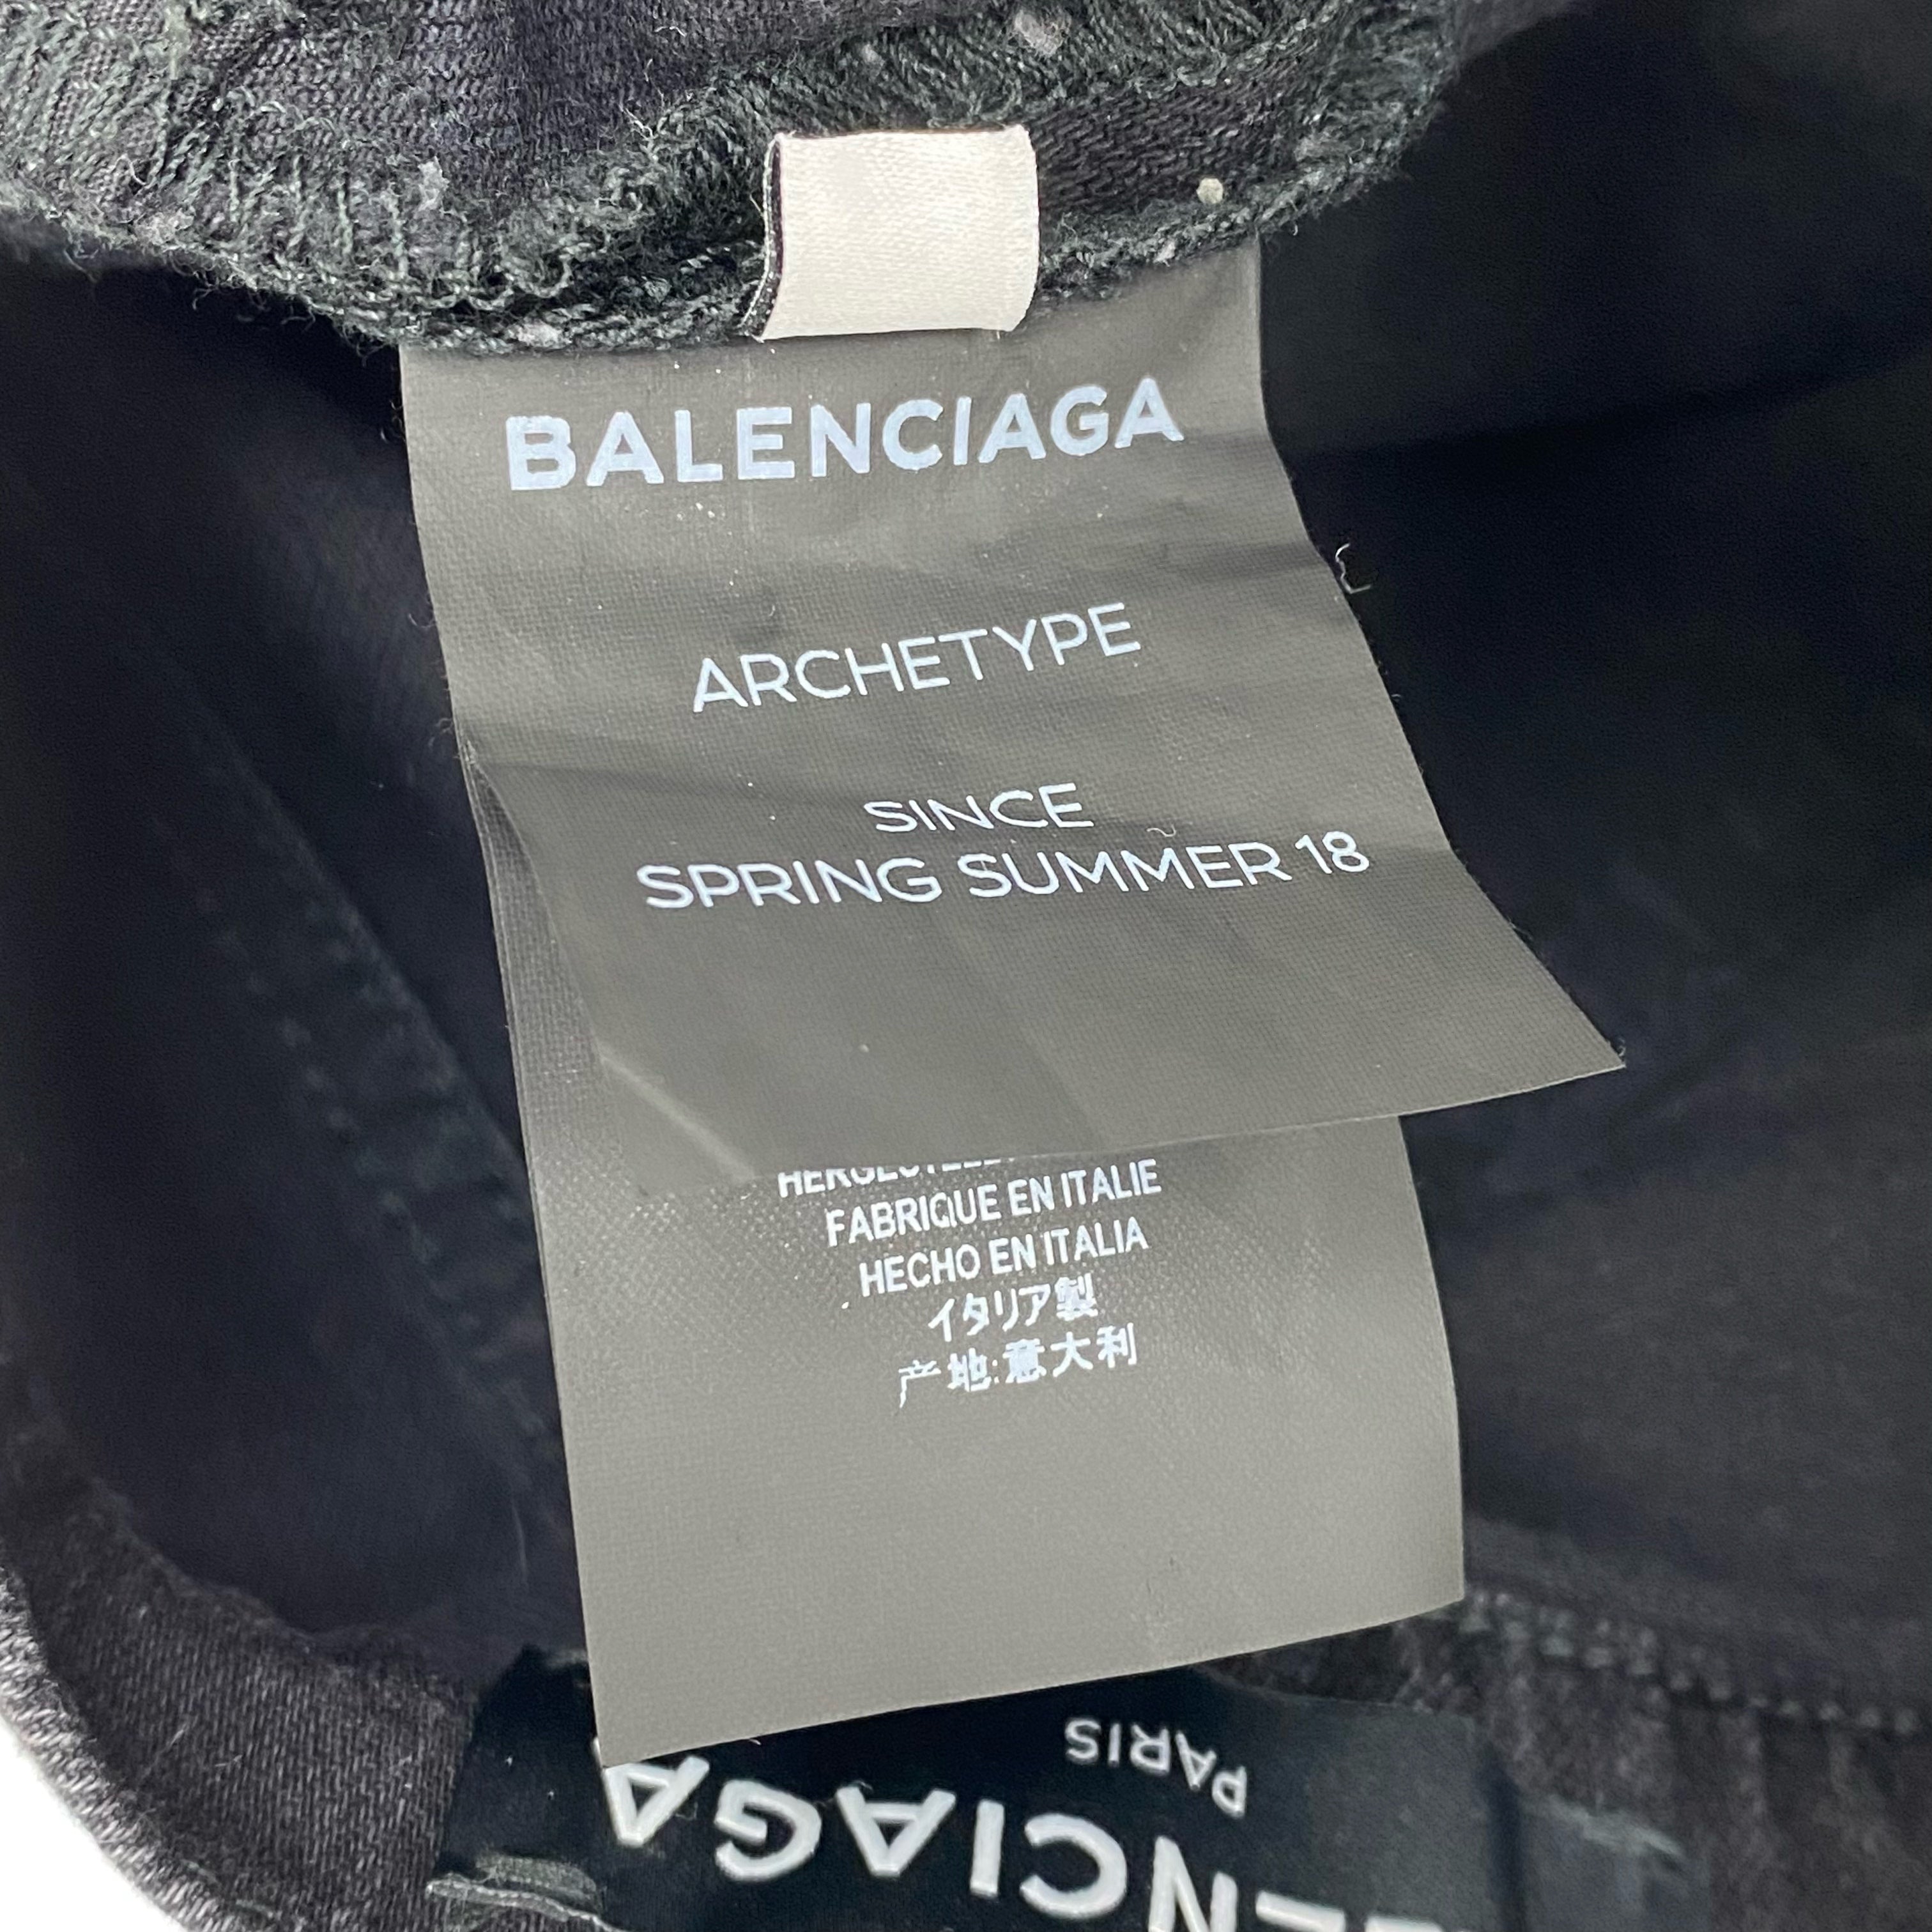 BALENCIAGA
ARCHETYPE
SINCE
SPRING SUMMER 18
FABRIQUE EN ITALIE
HECHO EN ITALIA
イタリア製
产地:意大利
PARIS
ENCIAGA